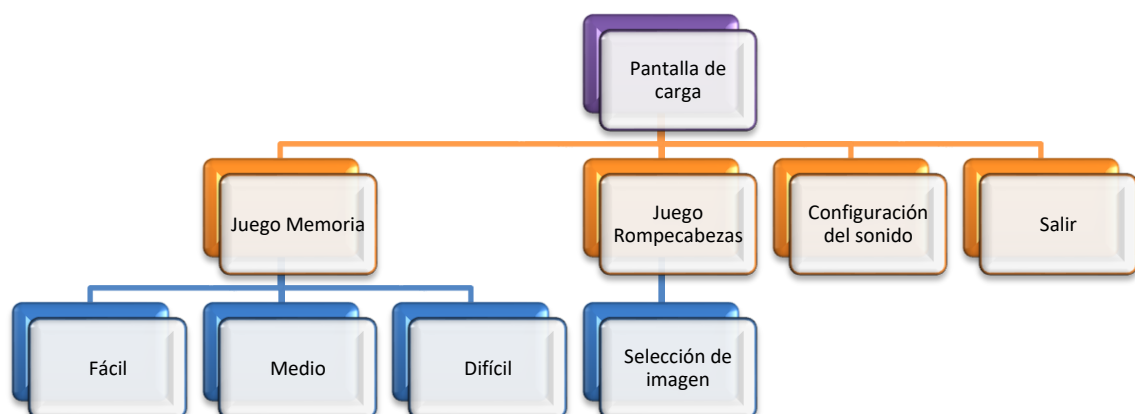 Pantalla de
carga
Juego Memoria
Juego
Rompecabezas
Configuración
del sonido
Salir
Fácil
Medio
Difícil
Selección de
imagen